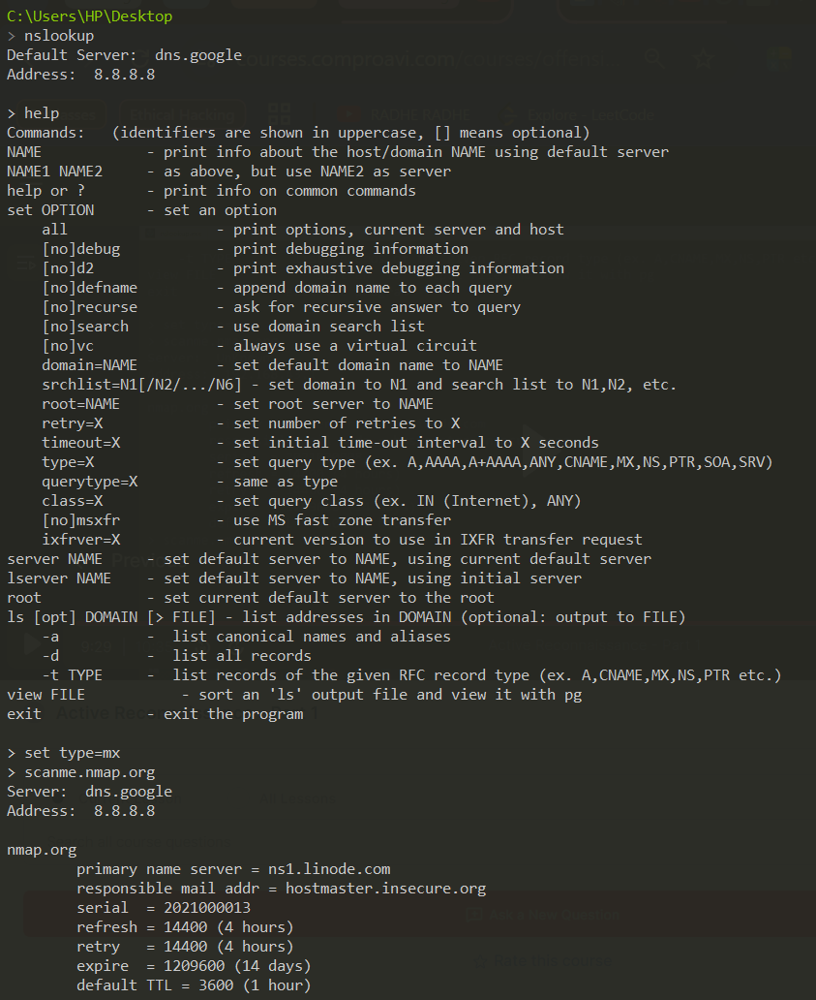 C:\Users\HP\Desktop
> nslookup
Default Server:  dns.google
Address:  8.8.8.8

> help
Commands:   (identifiers are shown in uppercase, [] means optional)
NAME            - print info about the host/domain NAME using default server
NAME1 NAME2     - as above, but use NAME2 as server
help or ?       - print info on common commands
set OPTION      - set an option
    all                 - print options, current server and host
    [no]debug           - print debugging information
    [no]d2              - print exhaustive debugging information
    [no]defname         - append domain name to each query
    [no]recurse         - ask for recursive answer to query
    [no]search          - use domain search list
    [no]vc              - always use a virtual circuit
    domain=NAME         - set default domain name to NAME
    srchlist=N1[/N2/.../N6] - set domain to N1 and search list to N1,N2, etc.
    root=NAME           - set root server to NAME
    retry=X             - set number of retries to X
    timeout=X           - set initial time-out interval to X seconds
    type=X              - set query type (ex. A,AAAA,A+AAAA,ANY,CNAME,MX,NS,PTR,SOA,SRV)
    querytype=X         - same as type
    class=X             - set query class (ex. IN (Internet), ANY)
    [no]msxfr           - use MS fast zone transfer
    ixfrver=X           - current version to use in IXFR transfer request
server NAME     - set default server to NAME, using current default server
lserver NAME    - set default server to NAME, using initial server
root            - set current default server to the root
ls [opt] DOMAIN [> FILE] - list addresses in DOMAIN (optional: output to FILE)
    -a          -  list canonical names and aliases
    -d          -  list all records
    -t TYPE     -  list records of the given RFC record type (ex. A,CNAME,MX,NS,PTR etc.)
view FILE           - sort an 'ls' output file and view it with pg
exit            - exit the program

> set type=mx
> scanme.nmap.org
Server:  dns.google
Address:  8.8.8.8

nmap.org
        primary name server = ns1.linode.com
        responsible mail addr = hostmaster.insecure.org
        serial  = 2021000013
        refresh = 14400 (4 hours)
        retry   = 14400 (4 hours)
        expire  = 1209600 (14 days)
        default TTL = 3600 (1 hour)